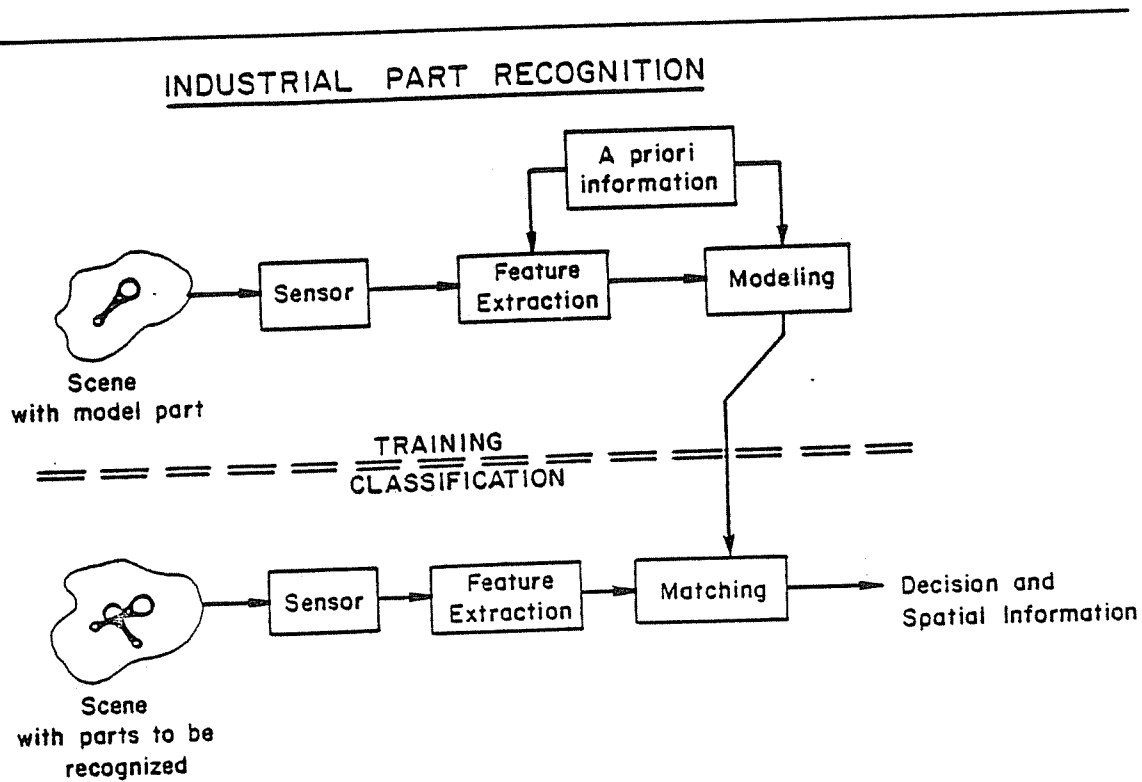 INDUSTRIAL PART RECOGNITION
A priori
information
Sensor
Feature
Extraction
Modeling
Scene
with model part
TRAINING
CLASSIFICATION
Sensor
Feature
Extraction
Matching
Decision and
Spatial Information
Scene
with parts to be
recognized